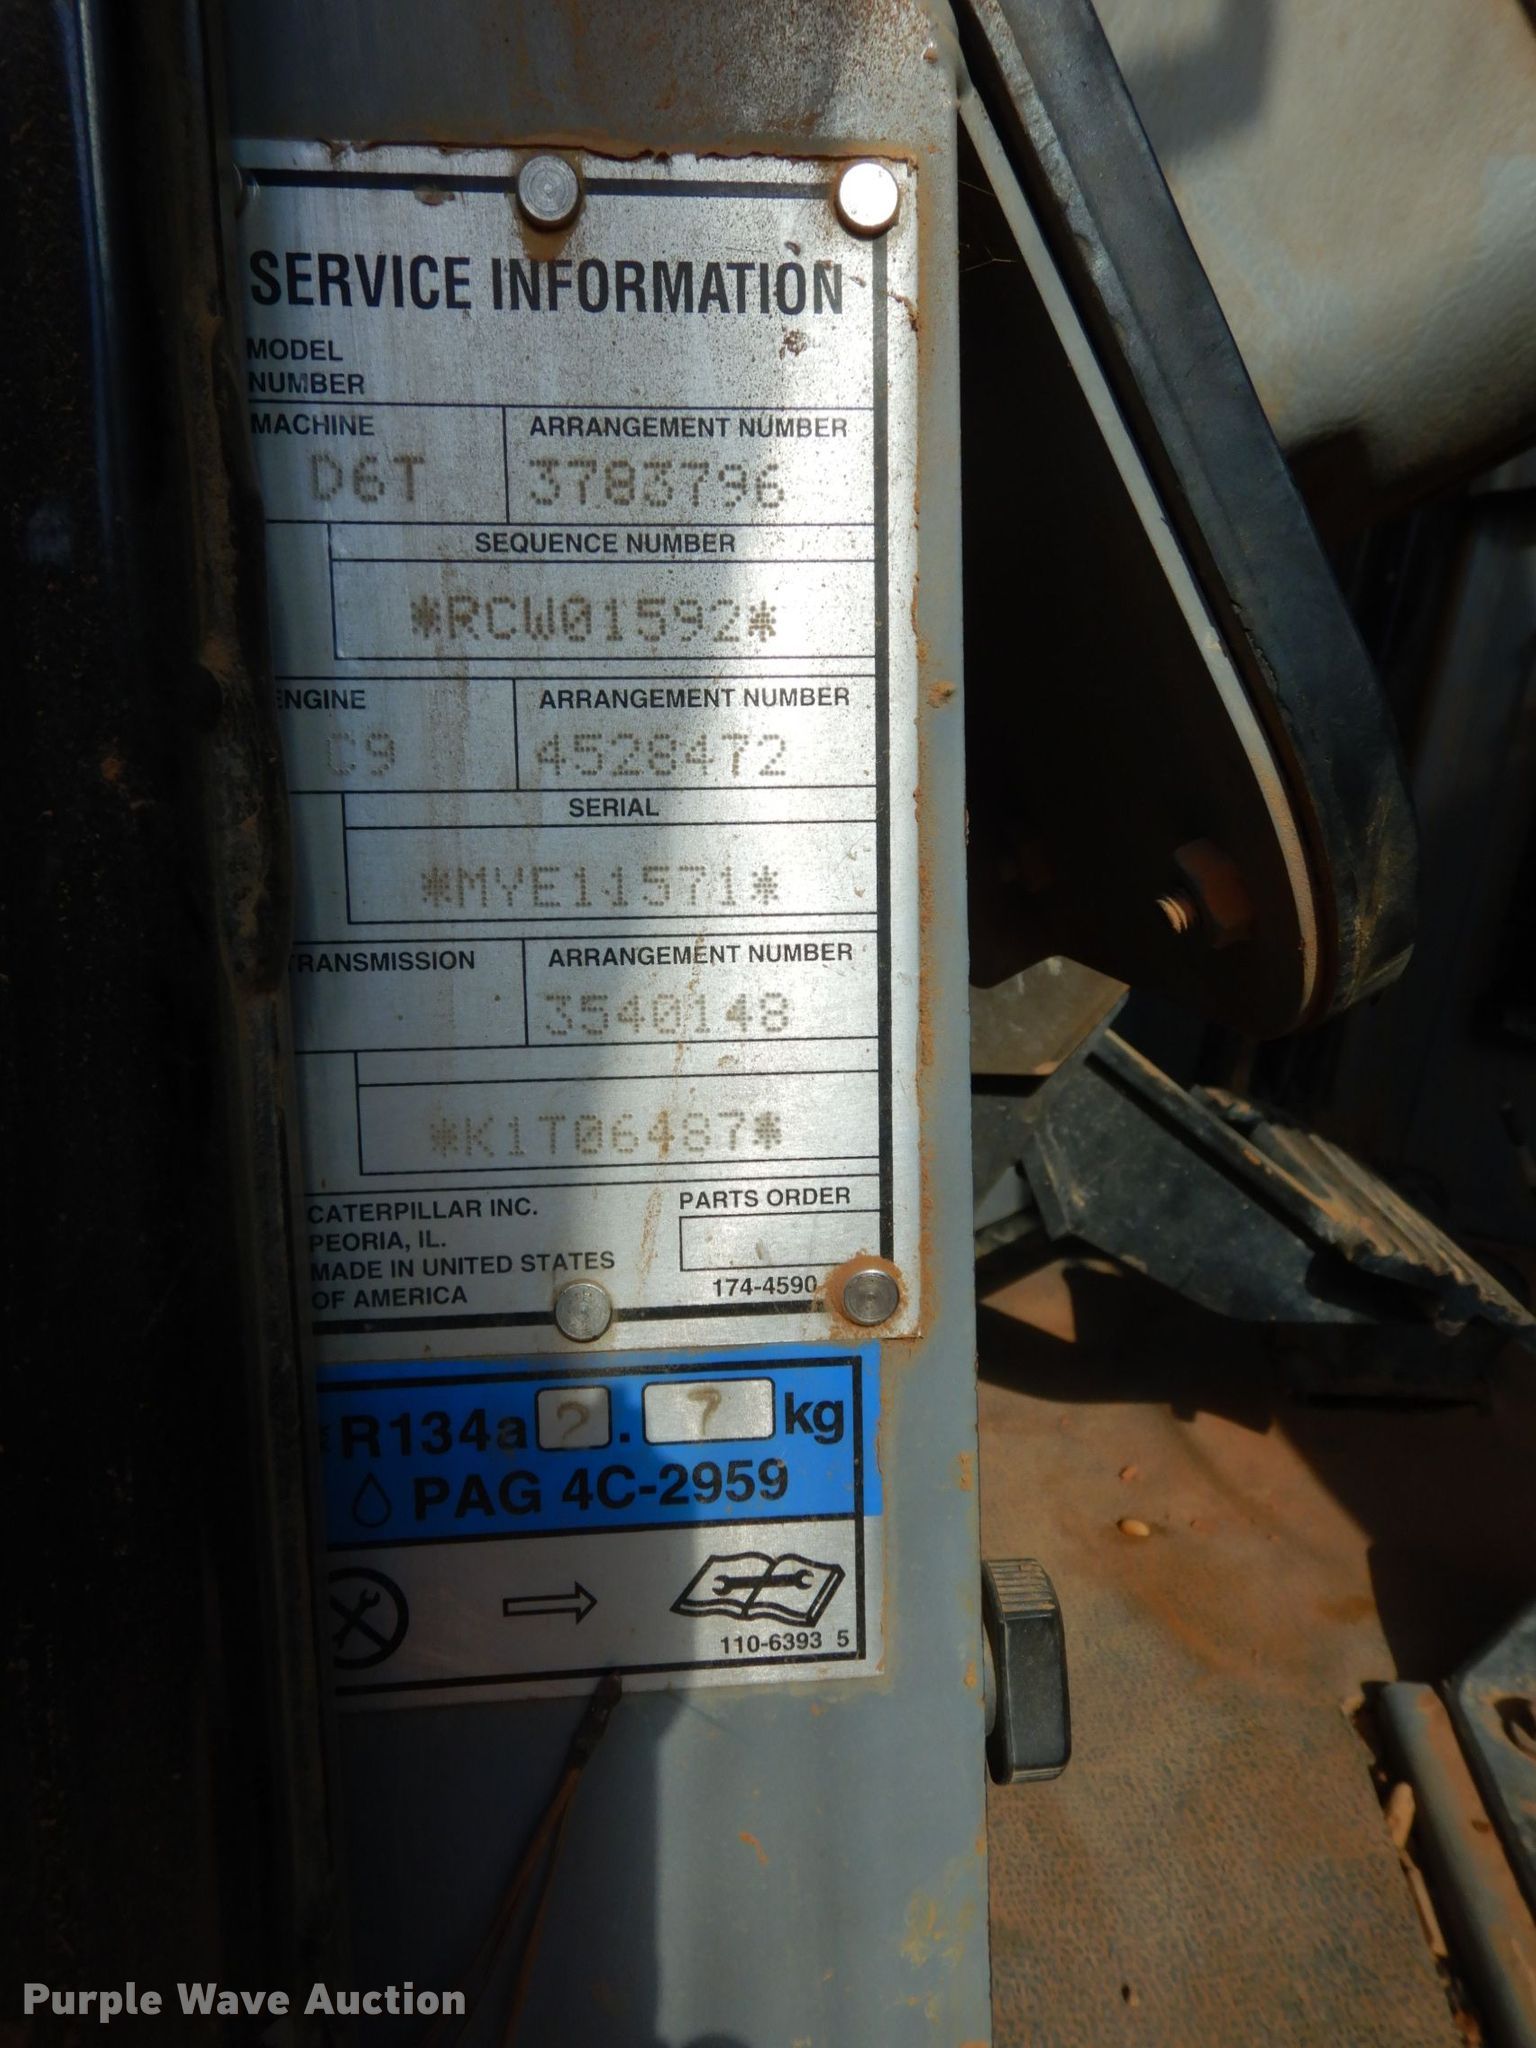 SERVICE INFORMATION
MODEL
NUMBER
MACHINE ARRANGEMENT NUMBER
D6T 3783796
SEQUENCE NUMBER
*RCW01592*
ENGINE ARRANGEMENT NUMBER
C9 4528472
SERIAL
*MYE11571*
TRANSMISSION ARRANGEMENT NUMBER
3540148
*K1T06487*
CATERPILLAR INC. PARTS ORDER
PEORIA, IL.
MADE IN UNITED STATES
OF AMERICA 174-4590
R134a 2.7 kg
PAG 4C-2959
110-6393 5
Purple Wave Auction